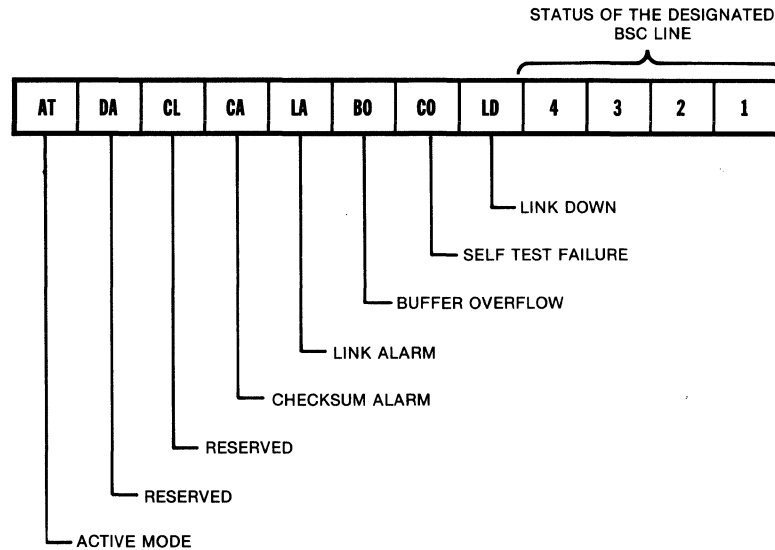 STATUS OF THE DESIGNATED
BSC LINE
AT DA CL CA LA BO CO LD 4 3 2 1
LINK DOWN
SELF TEST FAILURE
BUFFER OVERFLOW
LINK ALARM
CHECKSUM ALARM
RESERVED
RESERVED
ACTIVE MODE